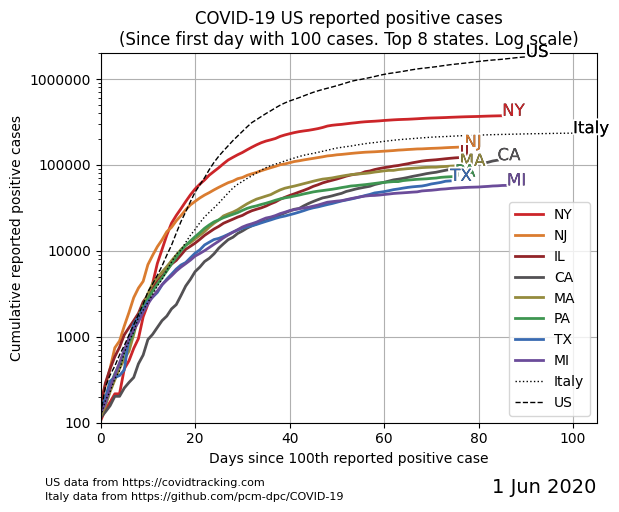 COVID-19 US reported positive cases
(Since first day with 100 cases. Top 8 states. Log scale)
Cumulative reported positive cases
1000000
100000
10000
1000
100
US
NY
Italy
NJ
IL
CA
MA
TX
MI
NY
NJ
IL
CA
MA
PA
TX
MI
Italy
US
0 20 40 60 80 100
Days since 100th reported positive case
US data from https://covidtracking.com
Italy data from https://github.com/pcm-dpc/COVID-19
1 Jun 2020